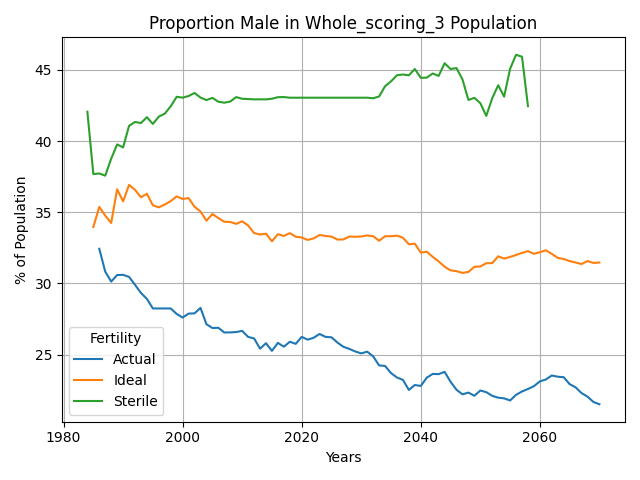 Proportion Male in Whole_scoring_3 Population
% of Population
45
40
35
30
25
Fertility
Actual
Ideal
Sterile
1980
2000
2020
2040
2060
Years